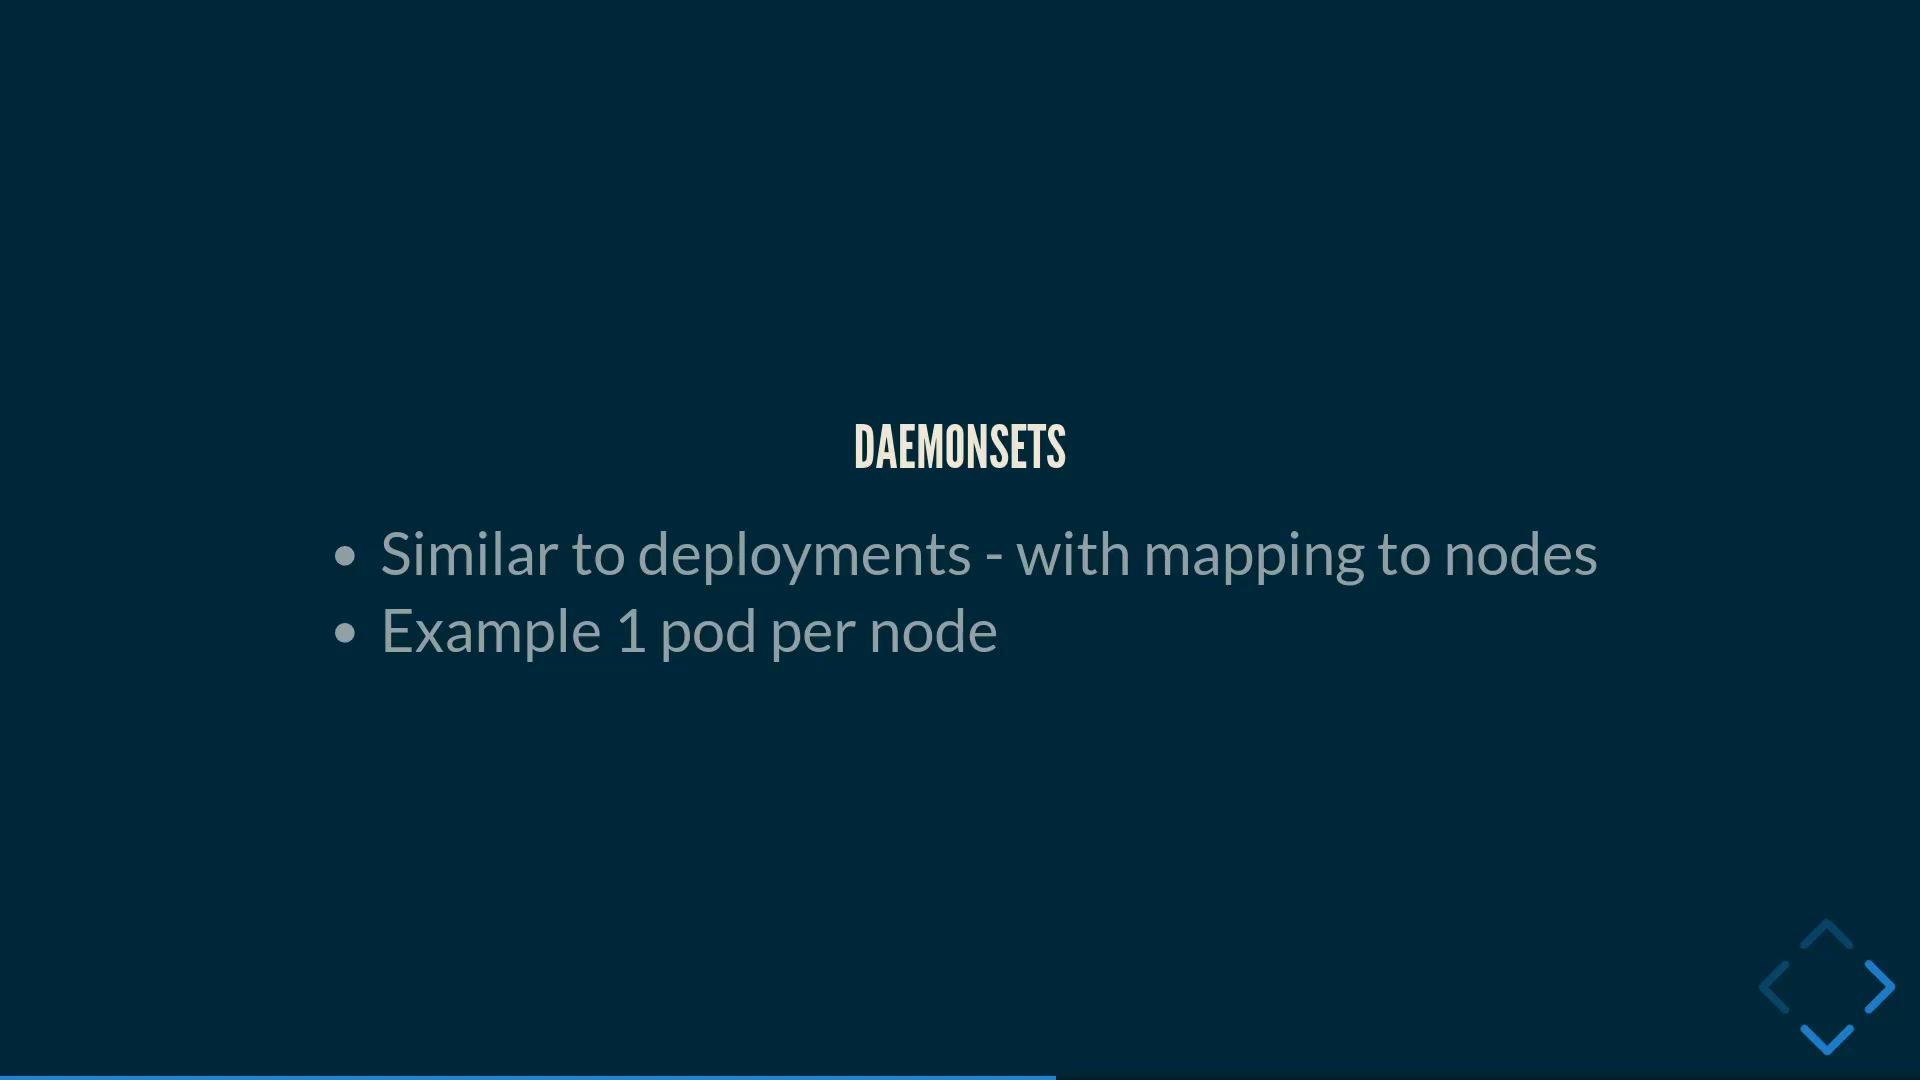 DAEMONSETS
• Similar to deployments - with mapping to nodes
• Example 1 pod per node